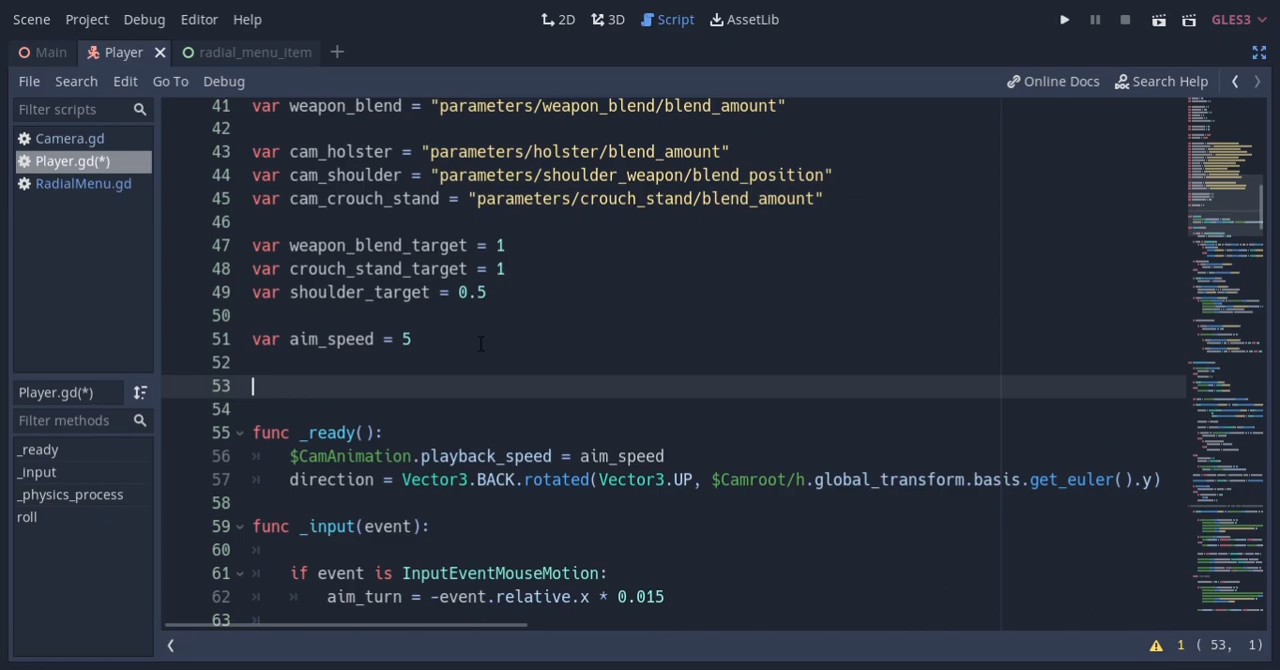 Scene Project Debug Editor Help 2D 3D Script AssetLib GLES3
Main Player radial_menu_item
File Search Edit Go To Debug Online Docs Search Help
Filter scripts
Camera.gd
Player.gd(*)
RadialMenu.gd
Player.gd(*)
Filter methods
_ready
_input
_physics_process
roll
41 var weapon_blend = "parameters/weapon_blend/blend_amount"
42
43 var cam_holster = "parameters/holster/blend_amount"
44 var cam_shoulder = "parameters/shoulder_weapon/blend_position"
45 var cam_crouch_stand = "parameters/crouch_stand/blend_amount"
46
47 var weapon_blend_target = 1
48 var crouch_stand_target = 1
49 var shoulder_target = 0.5
50
51 var aim_speed = 5
52
53
54
55 func _ready():
56 $CamAnimation.playback_speed = aim_speed
57 direction = Vector3.BACK.rotated(Vector3.UP, $Camroot/h.global_transform.basis.get_euler().y)
58
59 func _input(event):
60
61 if event is InputEventMouseMotion:
62 aim_turn = -event.relative.x * 0.015
63
1 ( 53, 1)